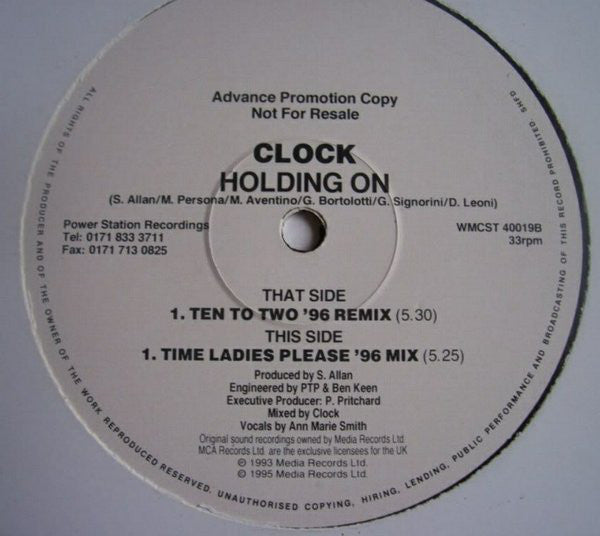 Advance Promotion Copy
Not For Resale
CLOCK
HOLDING ON
(S. Allan/M. Persona/M. Aventino/G. Bortolotti/G. Signorini/D. Leoni)
Power Station Recordings
Tel: 0171 833 3711
Fax: 0171 713 0825
WMCST 40019B
33rpm
THAT SIDE
1. TEN TO TWO '96 REMIX (5.30)
THIS SIDE
1. TIME LADIES PLEASE '96 MIX (5.25)
Produced by S. Allan
Engineered by PTP & Ben Keen
Executive Producer: P. Pritchard
Mixed by Clock
Vocals by Ann Marie Smith
Original sound recordings owned by Media Records Ltd
MCA Records Ltd. are the exclusive licensees for the UK
℗ 1993 Media Records Ltd.
© 1995 Media Records Ltd.
ALL RIGHTS OF THE PRODUCER AND OF THE OWNER OF THE WORK REPRODUCED RESERVED. UNAUTHORISED COPYING, HIRING, LENDING, PUBLIC PERFORMANCE AND BROADCASTING OF THIS RECORD PROHIBITED. SHFD